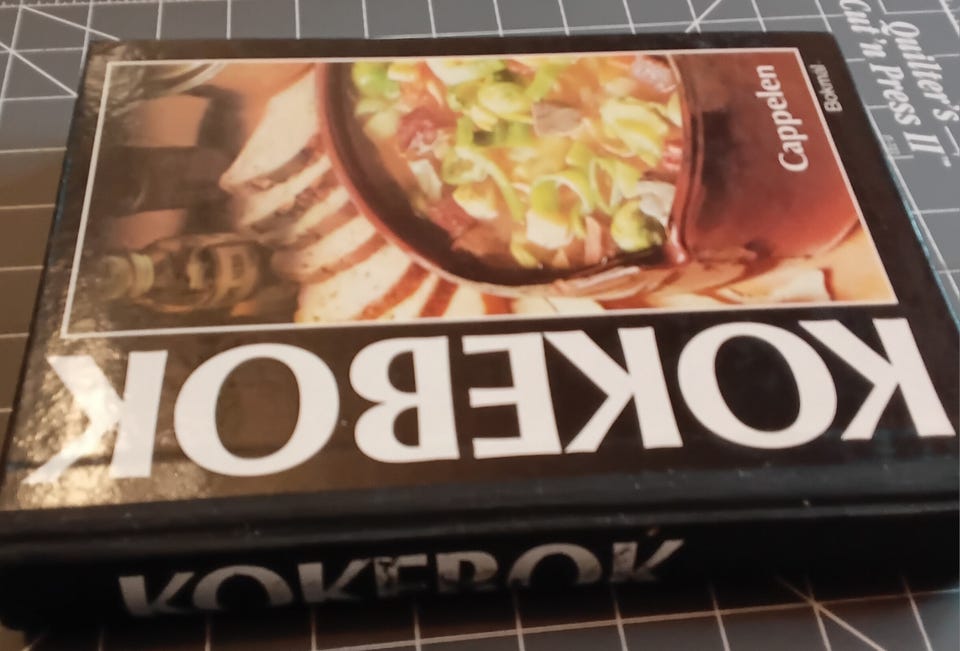 KOKEBOK
Cappelen
Bokmål
KOKEBOK
Quilter's
Cut 'n Press II